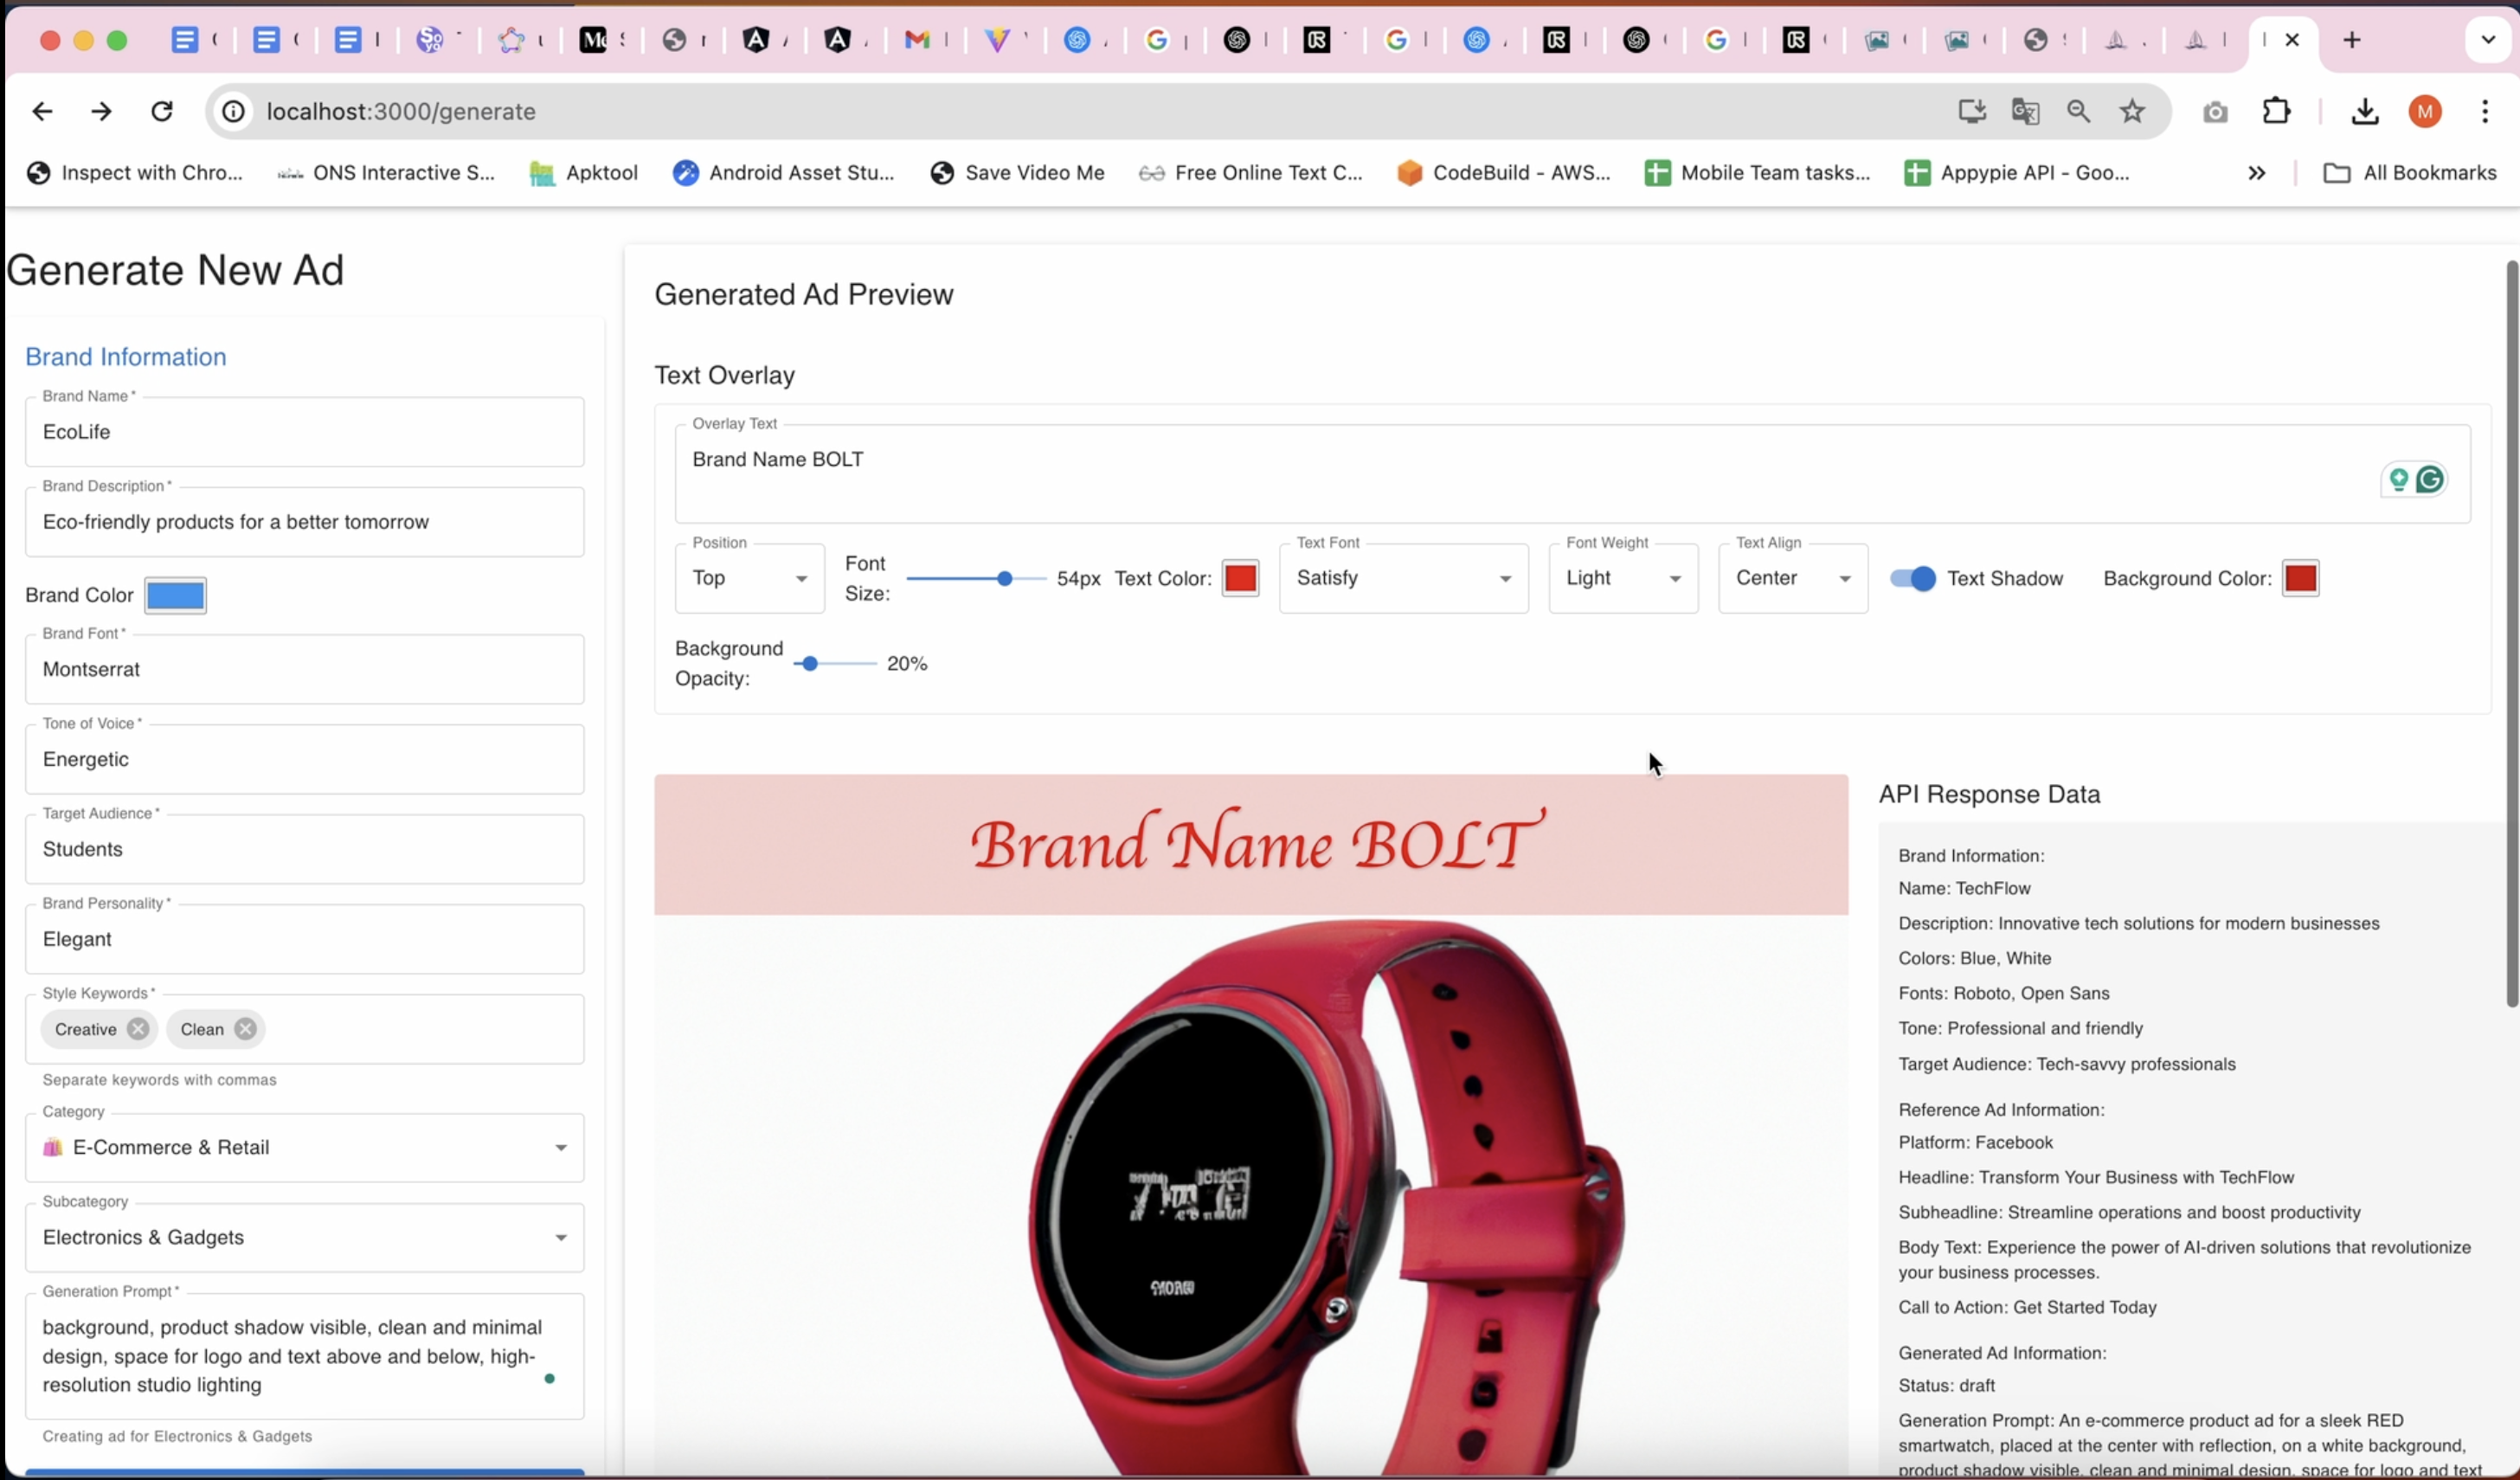 localhost:3000/generate
Inspect with Chro...
ONS Interactive S...
Apktool
Android Asset Stu...
Save Video Me
Free Online Text C...
CodeBuild - AWS...
Mobile Team tasks...
Appypie API - Goo...
All Bookmarks
Generate New Ad
Brand Information
Brand Name *
EcoLife
Brand Description *
Eco-friendly products for a better tomorrow
Brand Color
Brand Font *
Montserrat
Tone of Voice *
Energetic
Target Audience *
Students
Brand Personality *
Elegant
Style Keywords *
Creative
Clean
Separate keywords with commas
Category
E-Commerce & Retail
Subcategory
Electronics & Gadgets
Generation Prompt *
background, product shadow visible, clean and minimal
design, space for logo and text above and below, high-
resolution studio lighting
Creating ad for Electronics & Gadgets
Generated Ad Preview
Text Overlay
Overlay Text
Brand Name BOLT
Position
Top
Font
Size:
54px
Text Color:
Text Font
Satisfy
Font Weight
Light
Text Align
Center
Text Shadow
Background Color:
Background
Opacity:
20%
Brand Name BOLT
API Response Data
Brand Information:
Name: TechFlow
Description: Innovative tech solutions for modern businesses
Colors: Blue, White
Fonts: Roboto, Open Sans
Tone: Professional and friendly
Target Audience: Tech-savvy professionals
Reference Ad Information:
Platform: Facebook
Headline: Transform Your Business with TechFlow
Subheadline: Streamline operations and boost productivity
Body Text: Experience the power of AI-driven solutions that revolutionize
your business processes.
Call to Action: Get Started Today
Generated Ad Information:
Status: draft
Generation Prompt: An e-commerce product ad for a sleek RED
smartwatch, placed at the center with reflection, on a white background,
product shadow visible, clean and minimal design, space for logo and text